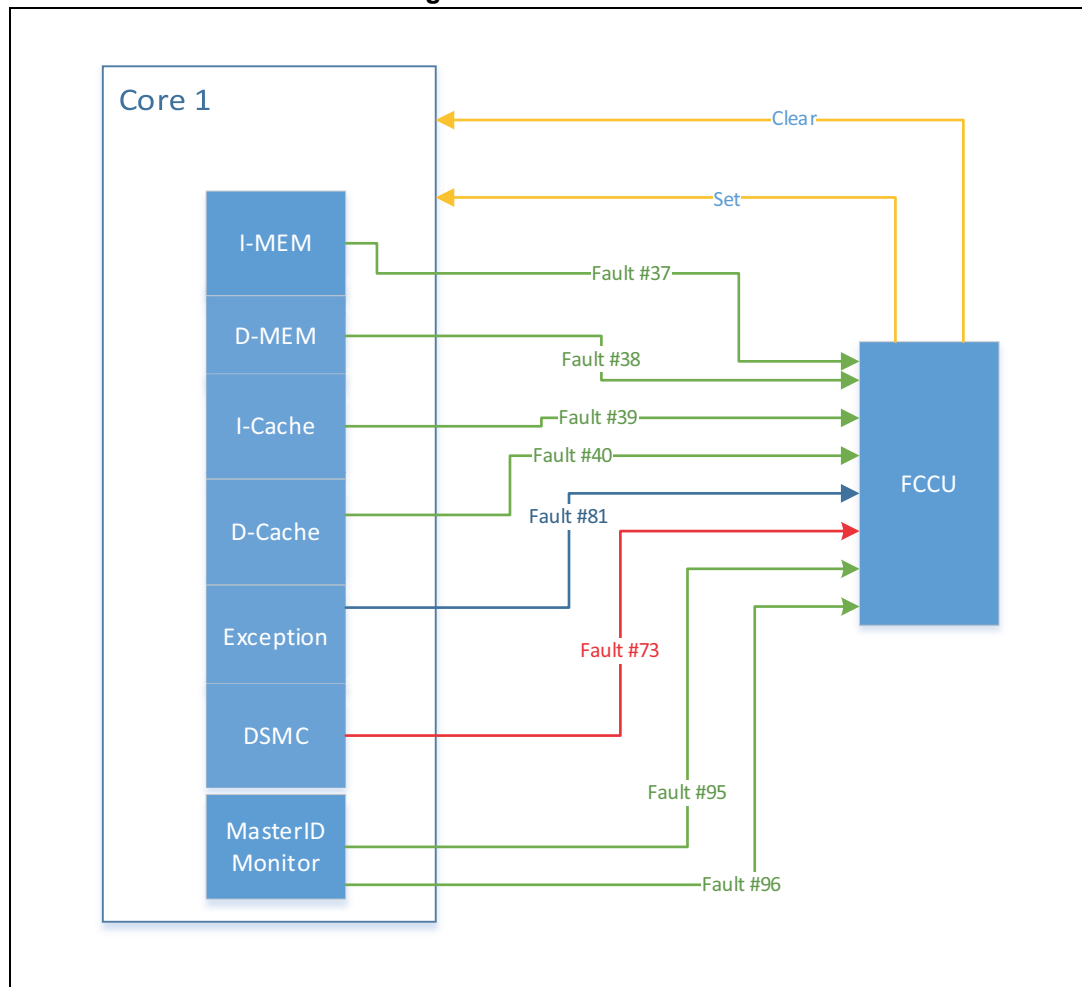 Core 1
Clear
Set
I-MEM
Fault #37
D-MEM
Fault #38
I-Cache
Fault #39
Fault #40
FCCU
D-Cache
Fault #81
Exception
Fault #73
DSMC
Fault #95
MasterID
Monitor
Fault #96